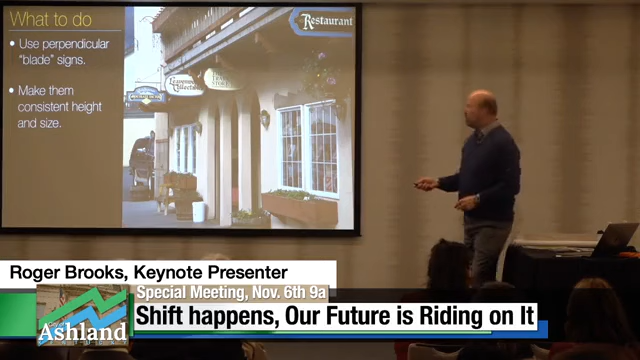 What to do
• Use perpendicular
"blade" signs.
• Make them
consistent height
and size.
Restaurant
Roger Brooks, Keynote Presenter
Special Meeting, Nov. 6th 9a
Ashland
Shift happens, Our Future is Riding on It